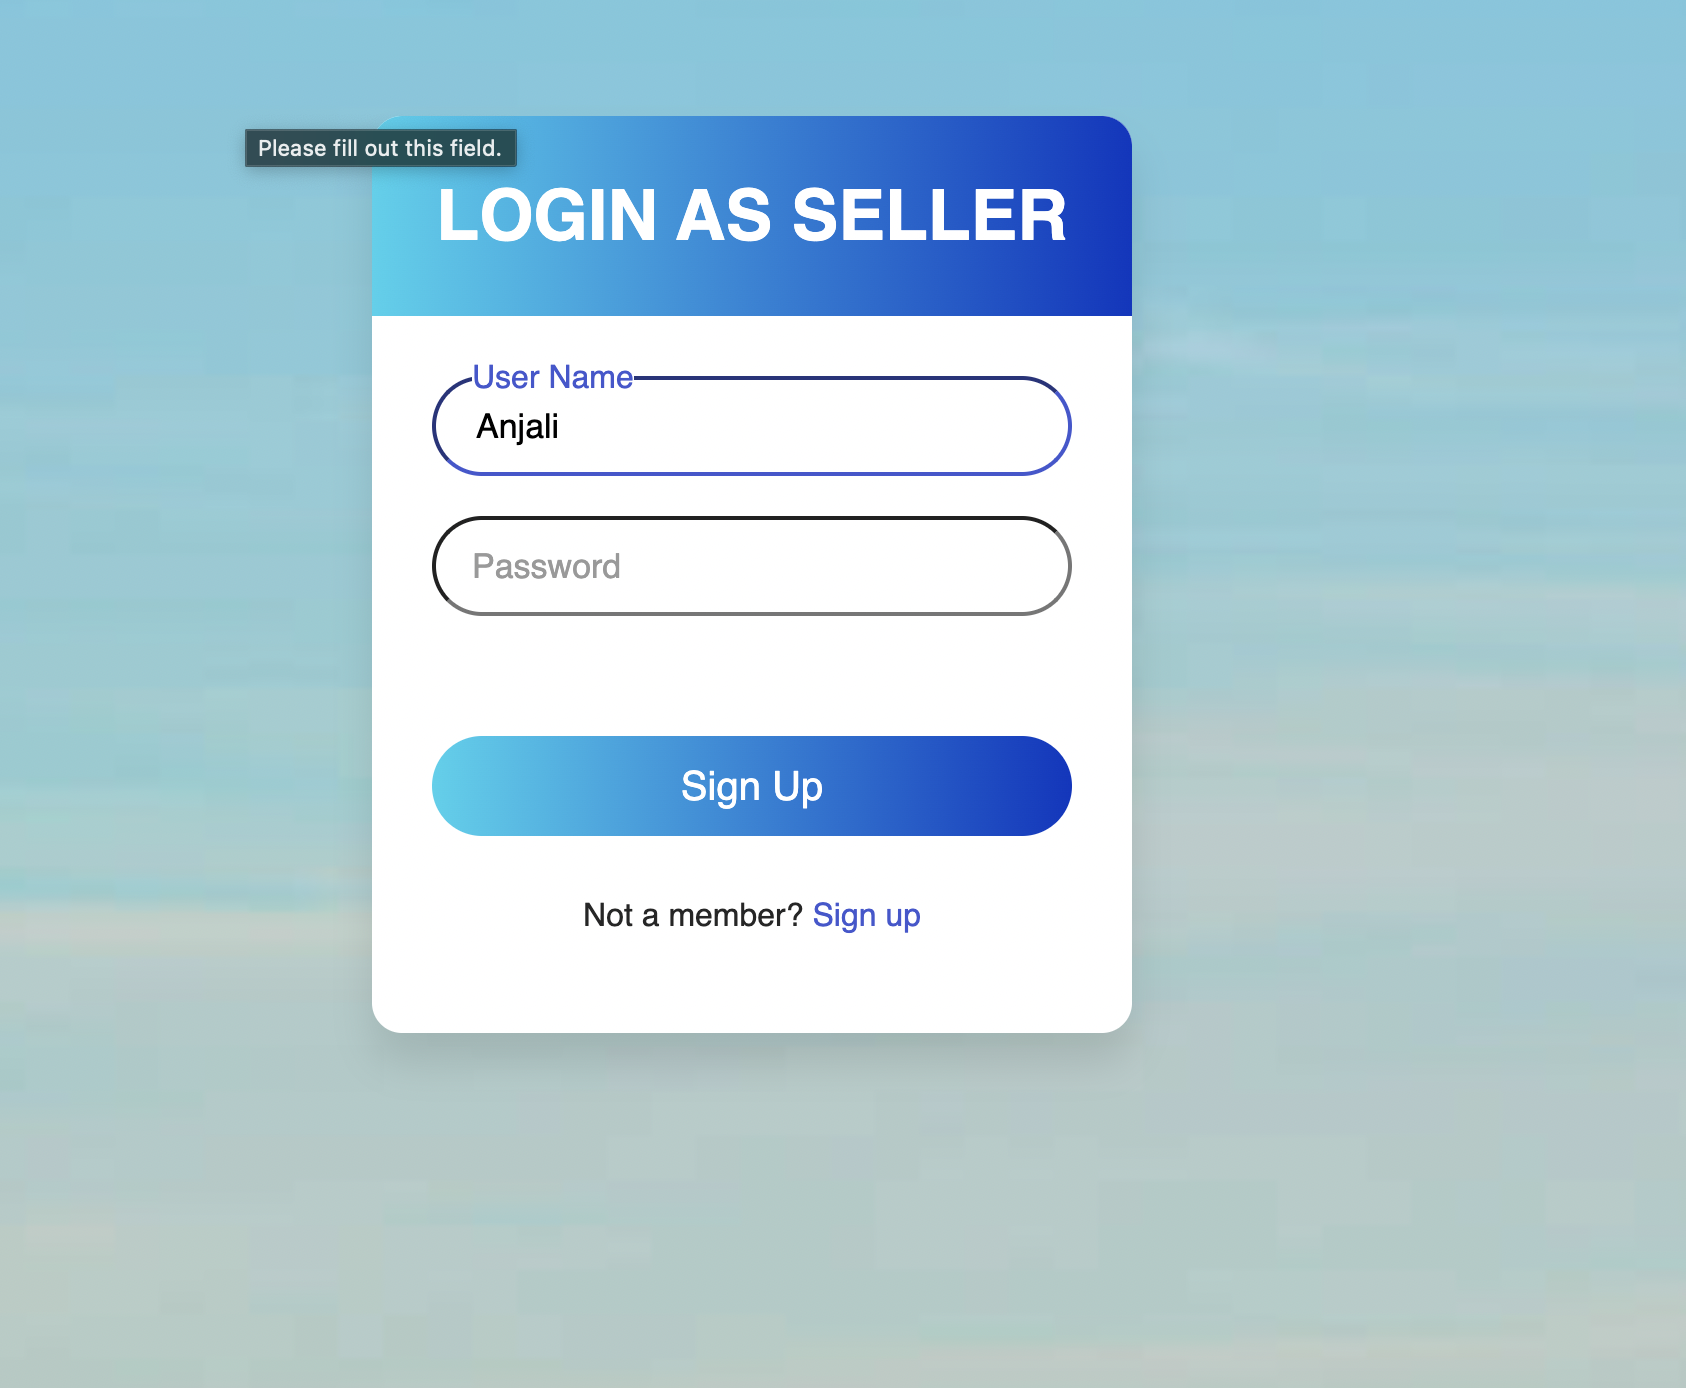 Please fill out this field.
LOGIN AS SELLER
User Name
Anjali
Password
Sign Up
Not a member? Sign up